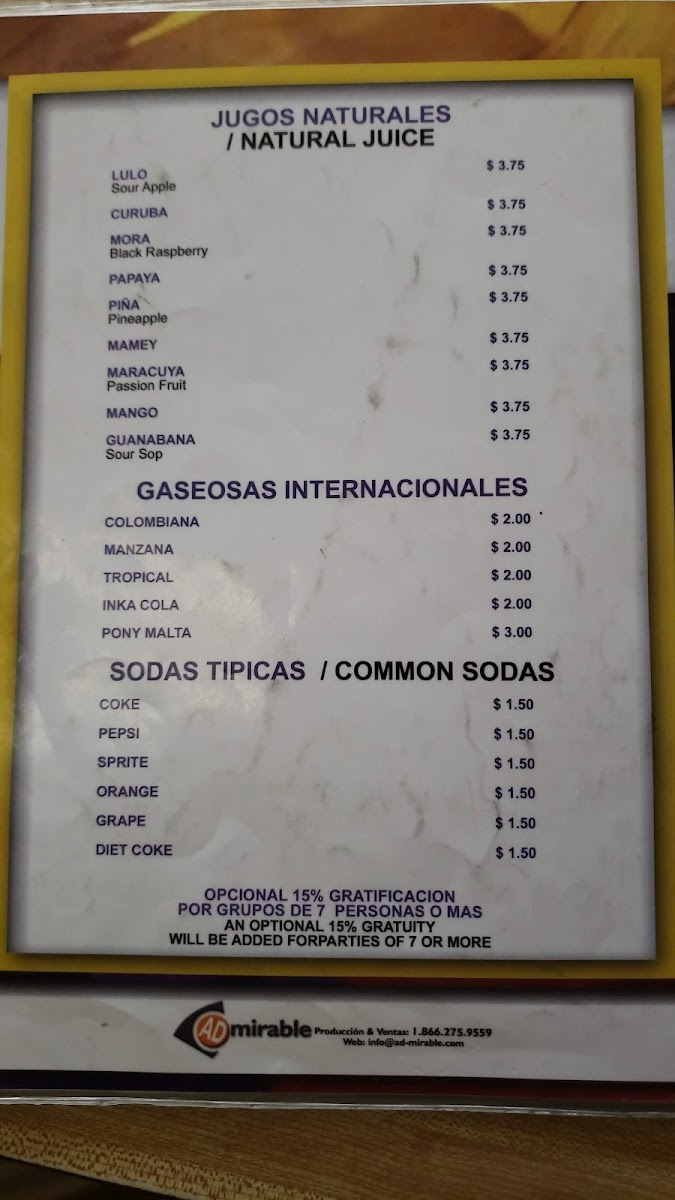 JUGOS NATURALES
/ NATURAL JUICE
LULO $ 3.75
Sour Apple
CURUBA $ 3.75
MORA $ 3.75
Black Raspberry
PAPAYA $ 3.75
PIÑA $ 3.75
Pineapple
MAMEY $ 3.75
MARACUYA $ 3.75
Passion Fruit
MANGO $ 3.75
GUANABANA $ 3.75
Sour Sop
GASEOSAS INTERNACIONALES
COLOMBIANA $ 2.00
MANZANA $ 2.00
TROPICAL $ 2.00
INKA COLA $ 2.00
PONY MALTA $ 3.00
SODAS TIPICAS / COMMON SODAS
COKE $ 1.50
PEPSI $ 1.50
SPRITE $ 1.50
ORANGE $ 1.50
GRAPE $ 1.50
DIET COKE $ 1.50
OPCIONAL 15% GRATIFICACION
POR GRUPOS DE 7 PERSONAS O MAS
AN OPTIONAL 15% GRATUITY
WILL BE ADDED FORPARTIES OF 7 OR MORE
ADmirable Producción & Ventas: 1.866.275.9559
Web: info@ad-mirable.com